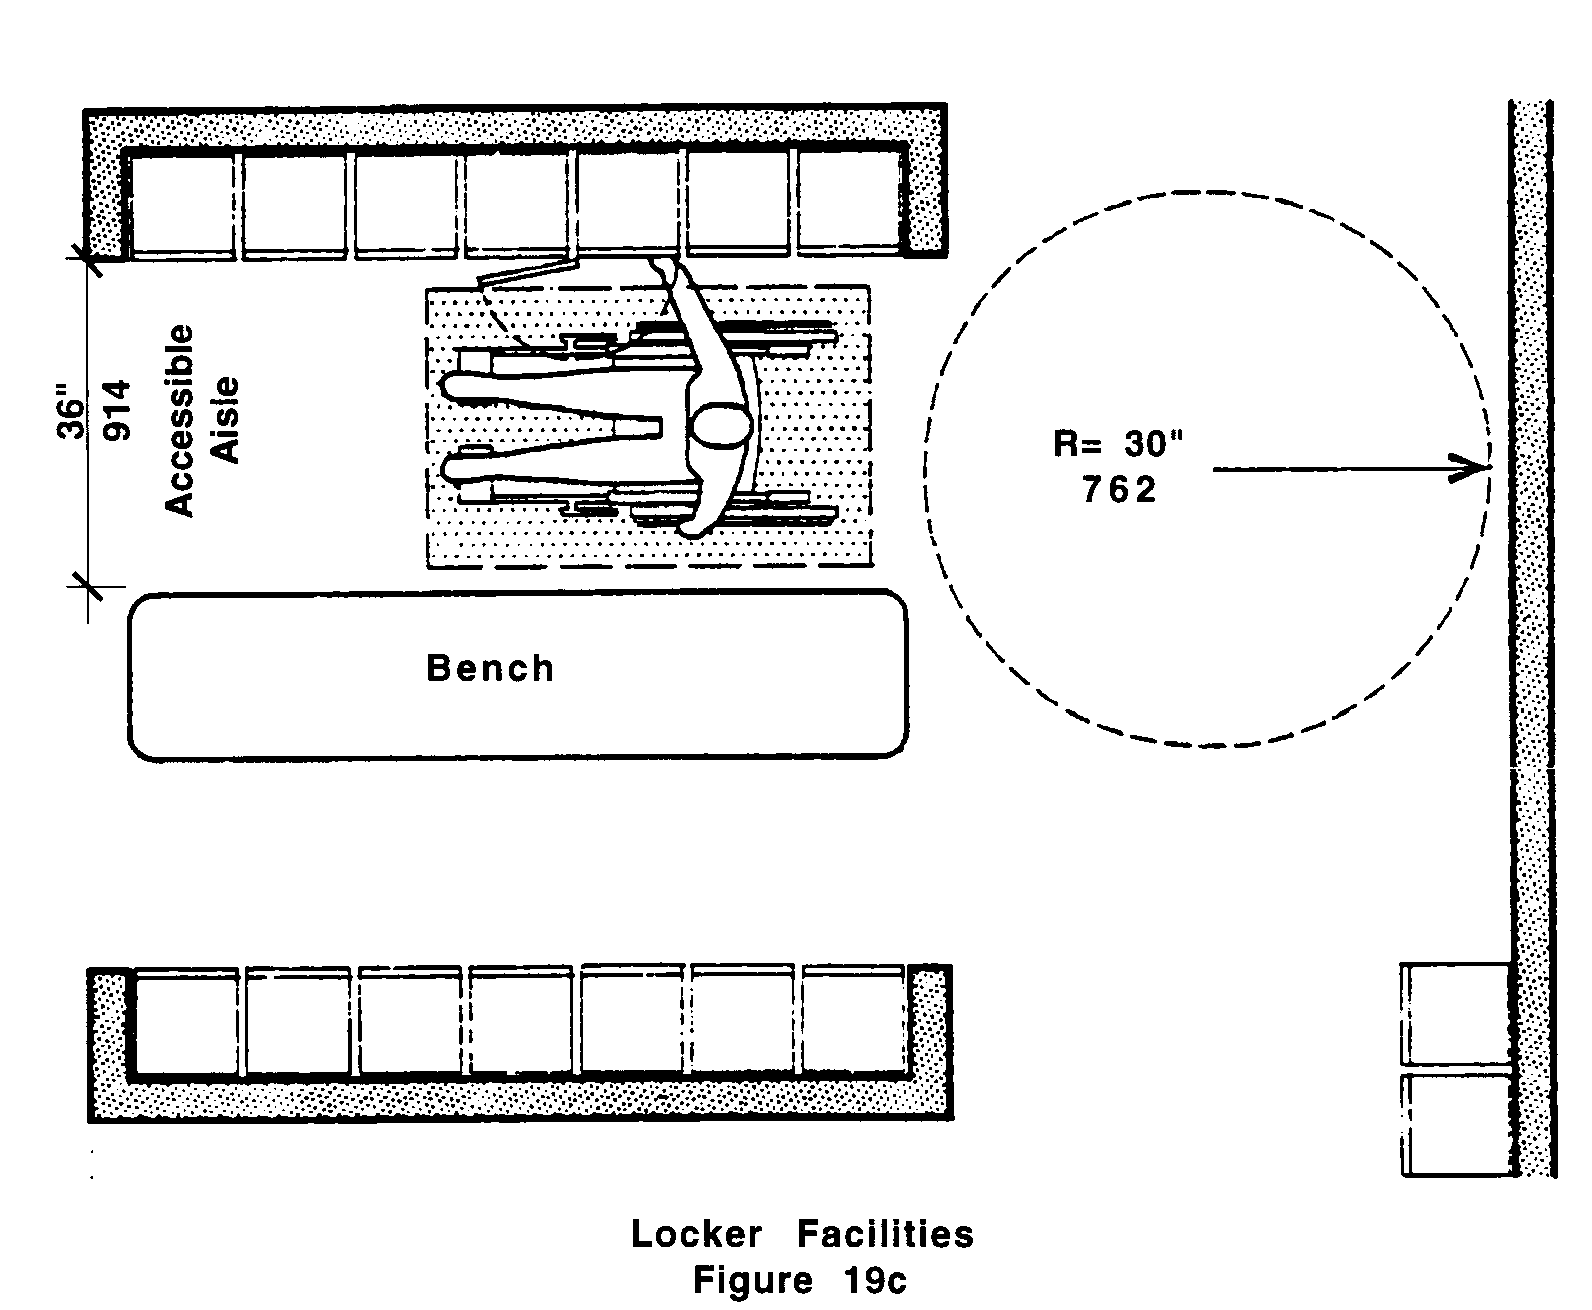 36"
914
Accessible
Aisle
R= 30"
762
Bench
Locker Facilities
Figure 19c